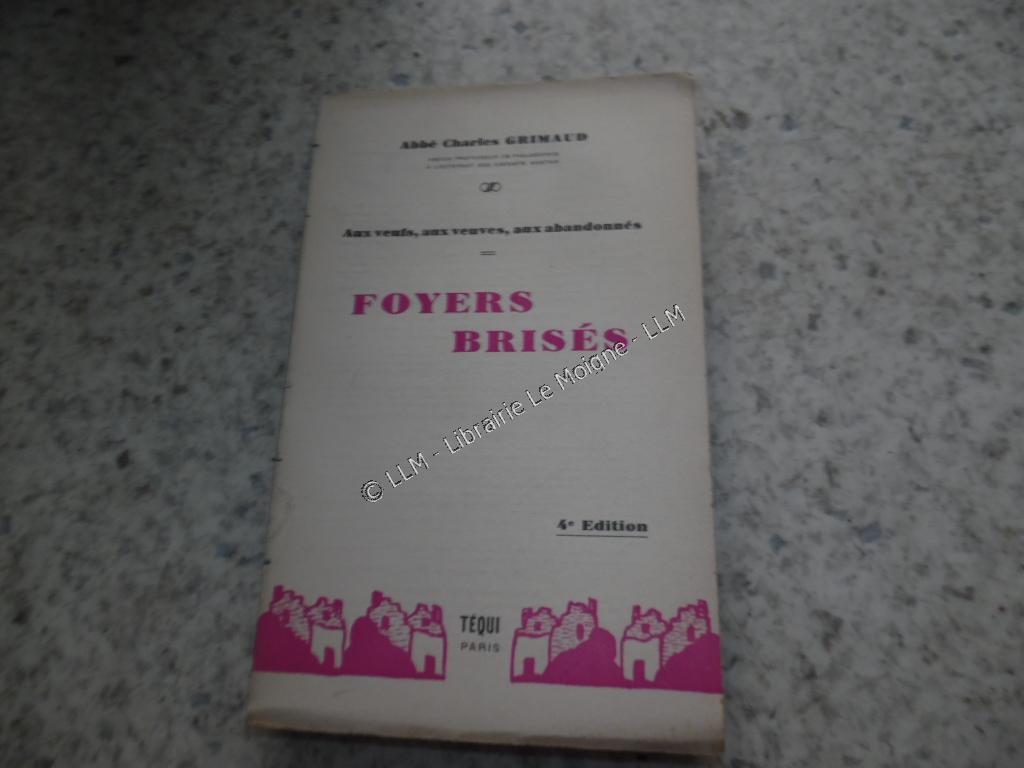 Abbé Charles GRIMAUD
Aux veufs, aux veuves, aux abandonnés
FOYERS
BRISÉS
© LLM - Librairie Le Moigne - LLM
4e Edition
TÉQUI
PARIS